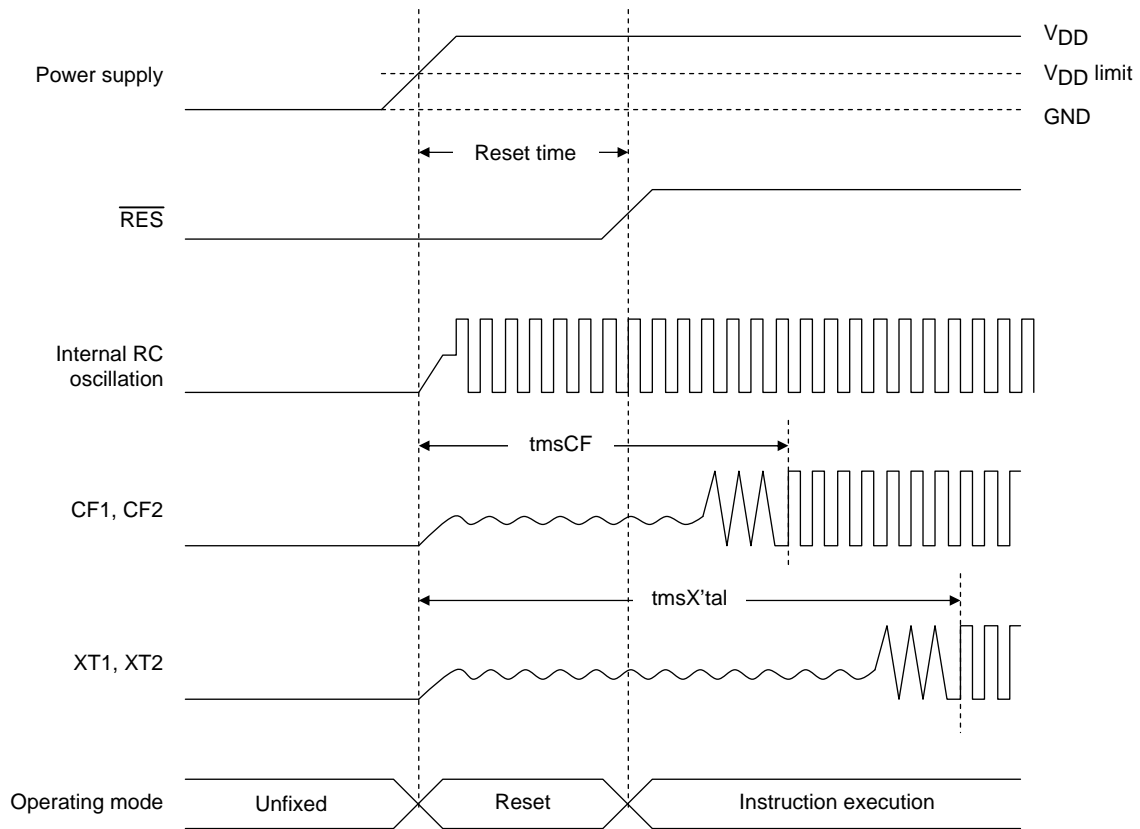 Power supply
VDD
VDD limit
GND
Reset time
RES
Internal RC
oscillation
tmsCF
CF1, CF2
tmsX'tal
XT1, XT2
Operating mode
Unfixed
Reset
Instruction execution